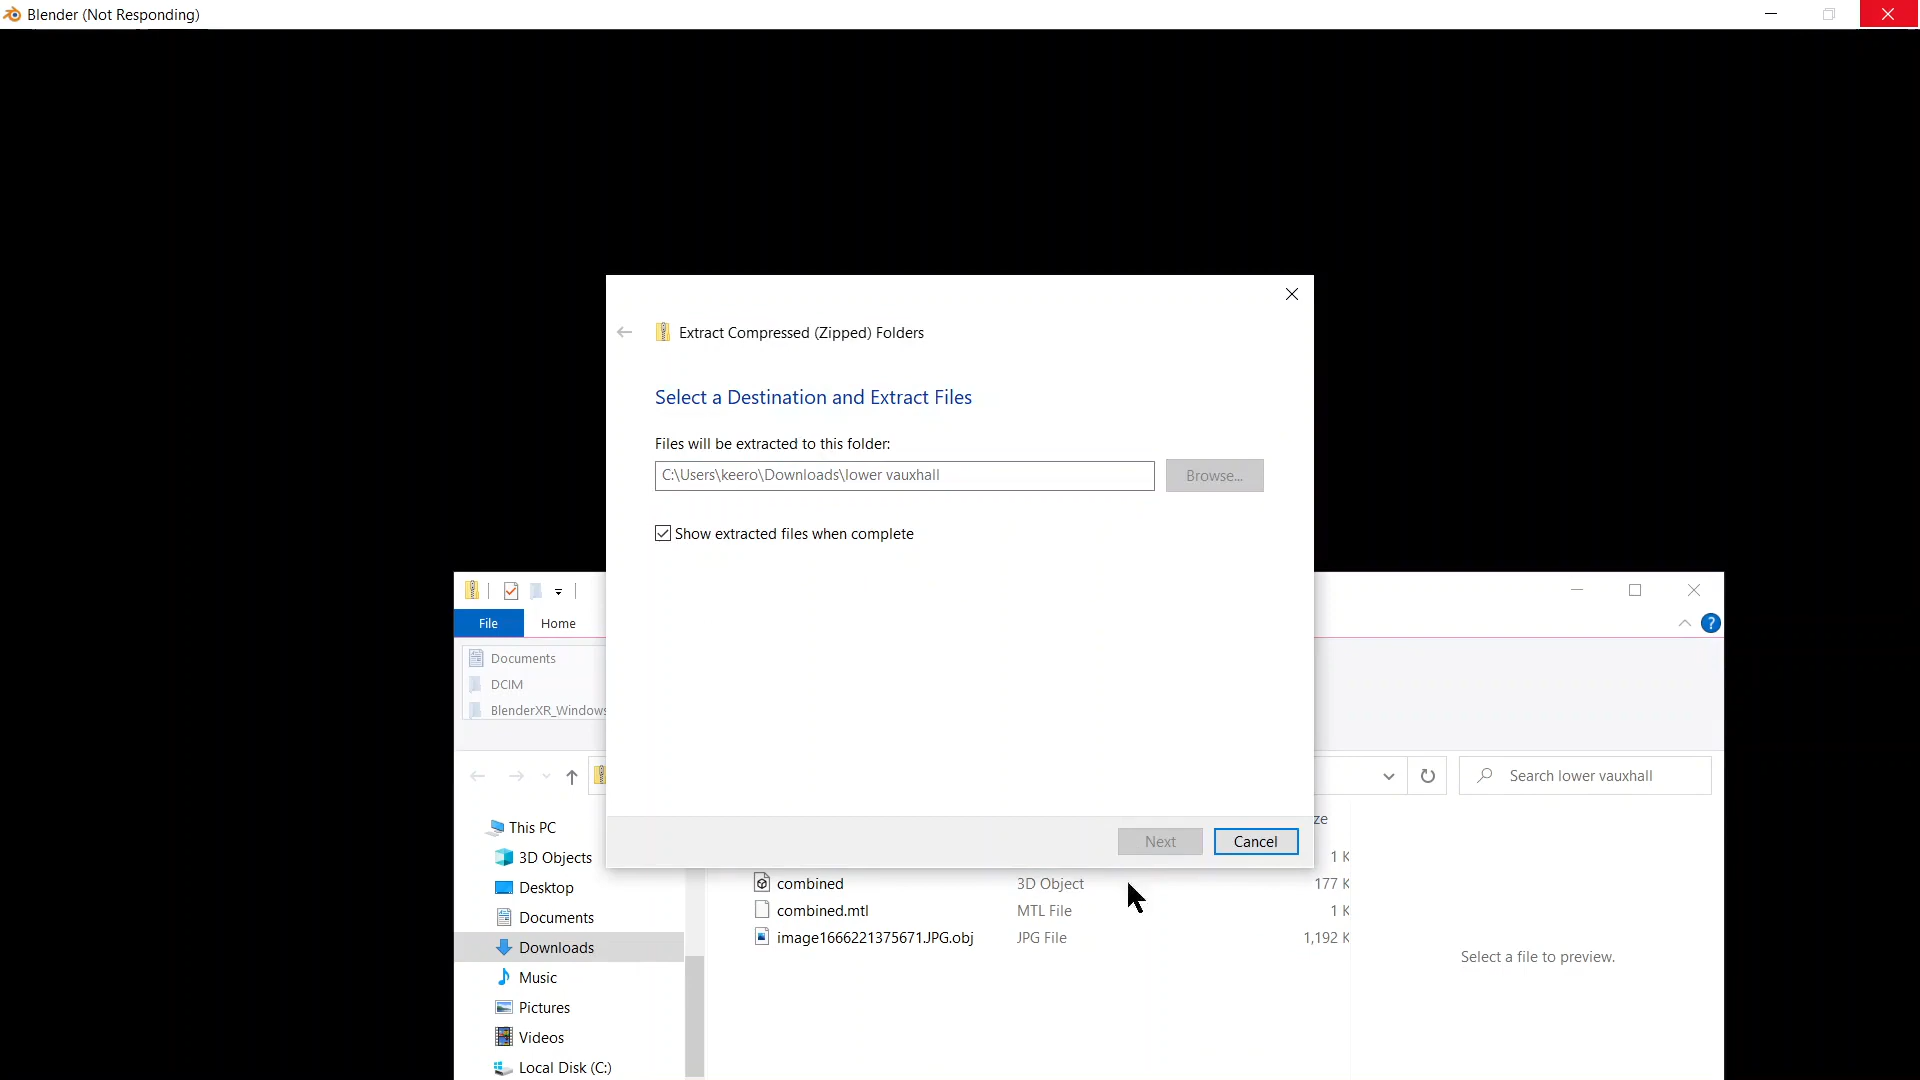 Blender (Not Responding)
Extract Compressed (Zipped) Folders
Select a Destination and Extract Files
Files will be extracted to this folder:
C:\Users\keero\Downloads\lower vauxhall
Browse...
Show extracted files when complete
Next
Cancel
File
Home
?
Documents
DCIM
BlenderXR_Windows
Search lower vauxhall
This PC
3D Objects
Desktop
Documents
Downloads
Music
Pictures
Videos
Local Disk (C:)
ze
1 K
combined 3D Object 177 K
combined.mtl MTL File 1 K
image1666221375671.JPG.obj JPG File 1,192 K
Select a file to preview.